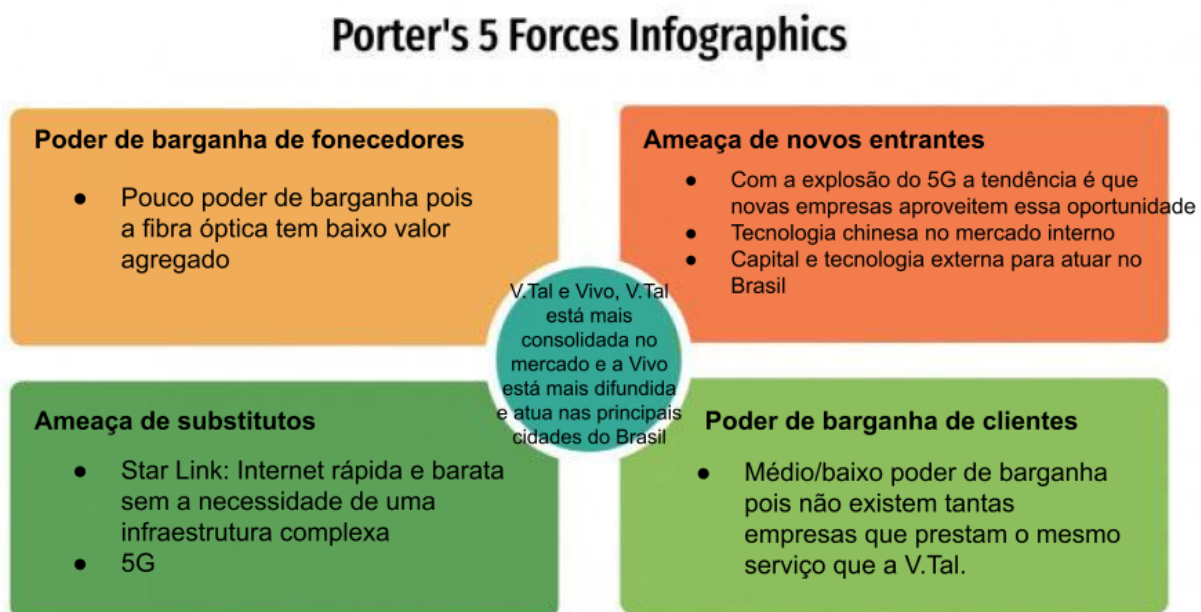 Porter's 5 Forces Infographics
Poder de barganha de fonecedores
● Pouco poder de barganha pois
a fibra óptica tem baixo valor
agregado
Ameaça de novos entrantes
● Com a explosão do 5G a tendência é que
novas empresas aproveitem essa oportunidade
● Tecnologia chinesa no mercado interno
● Capital e tecnologia externa para atuar no
Brasil
V.Tal e Vivo, V.Tal
está mais
consolidada no
mercado e a Vivo
está mais difundida
e atua nas principais
cidades do Brasil
Ameaça de substitutos
● Star Link: Internet rápida e barata
sem a necessidade de uma
infraestrutura complexa
● 5G
Poder de barganha de clientes
● Médio/baixo poder de barganha
pois não existem tantas
empresas que prestam o mesmo
serviço que a V.Tal.